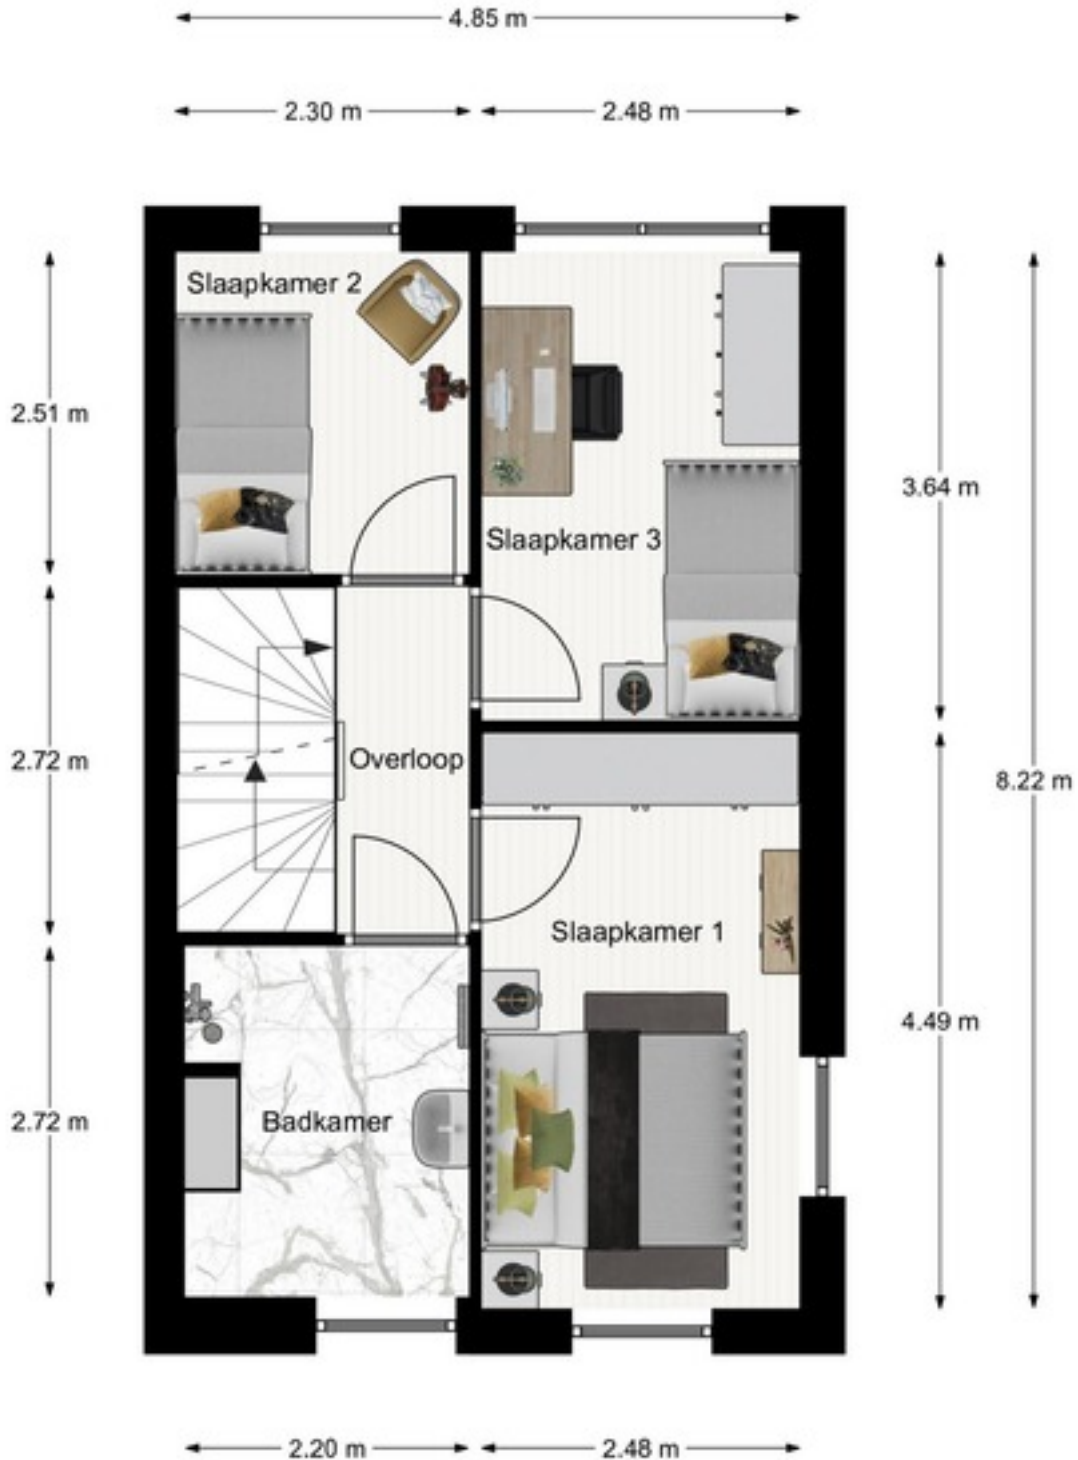 4.85 m
2.30 m
2.48 m
Slaapkamer 2
2.51 m
3.64 m
Slaapkamer 3
2.72 m
Overloop
8.22 m
Slaapkamer 1
4.49 m
2.72 m
Badkamer
2.20 m
2.48 m